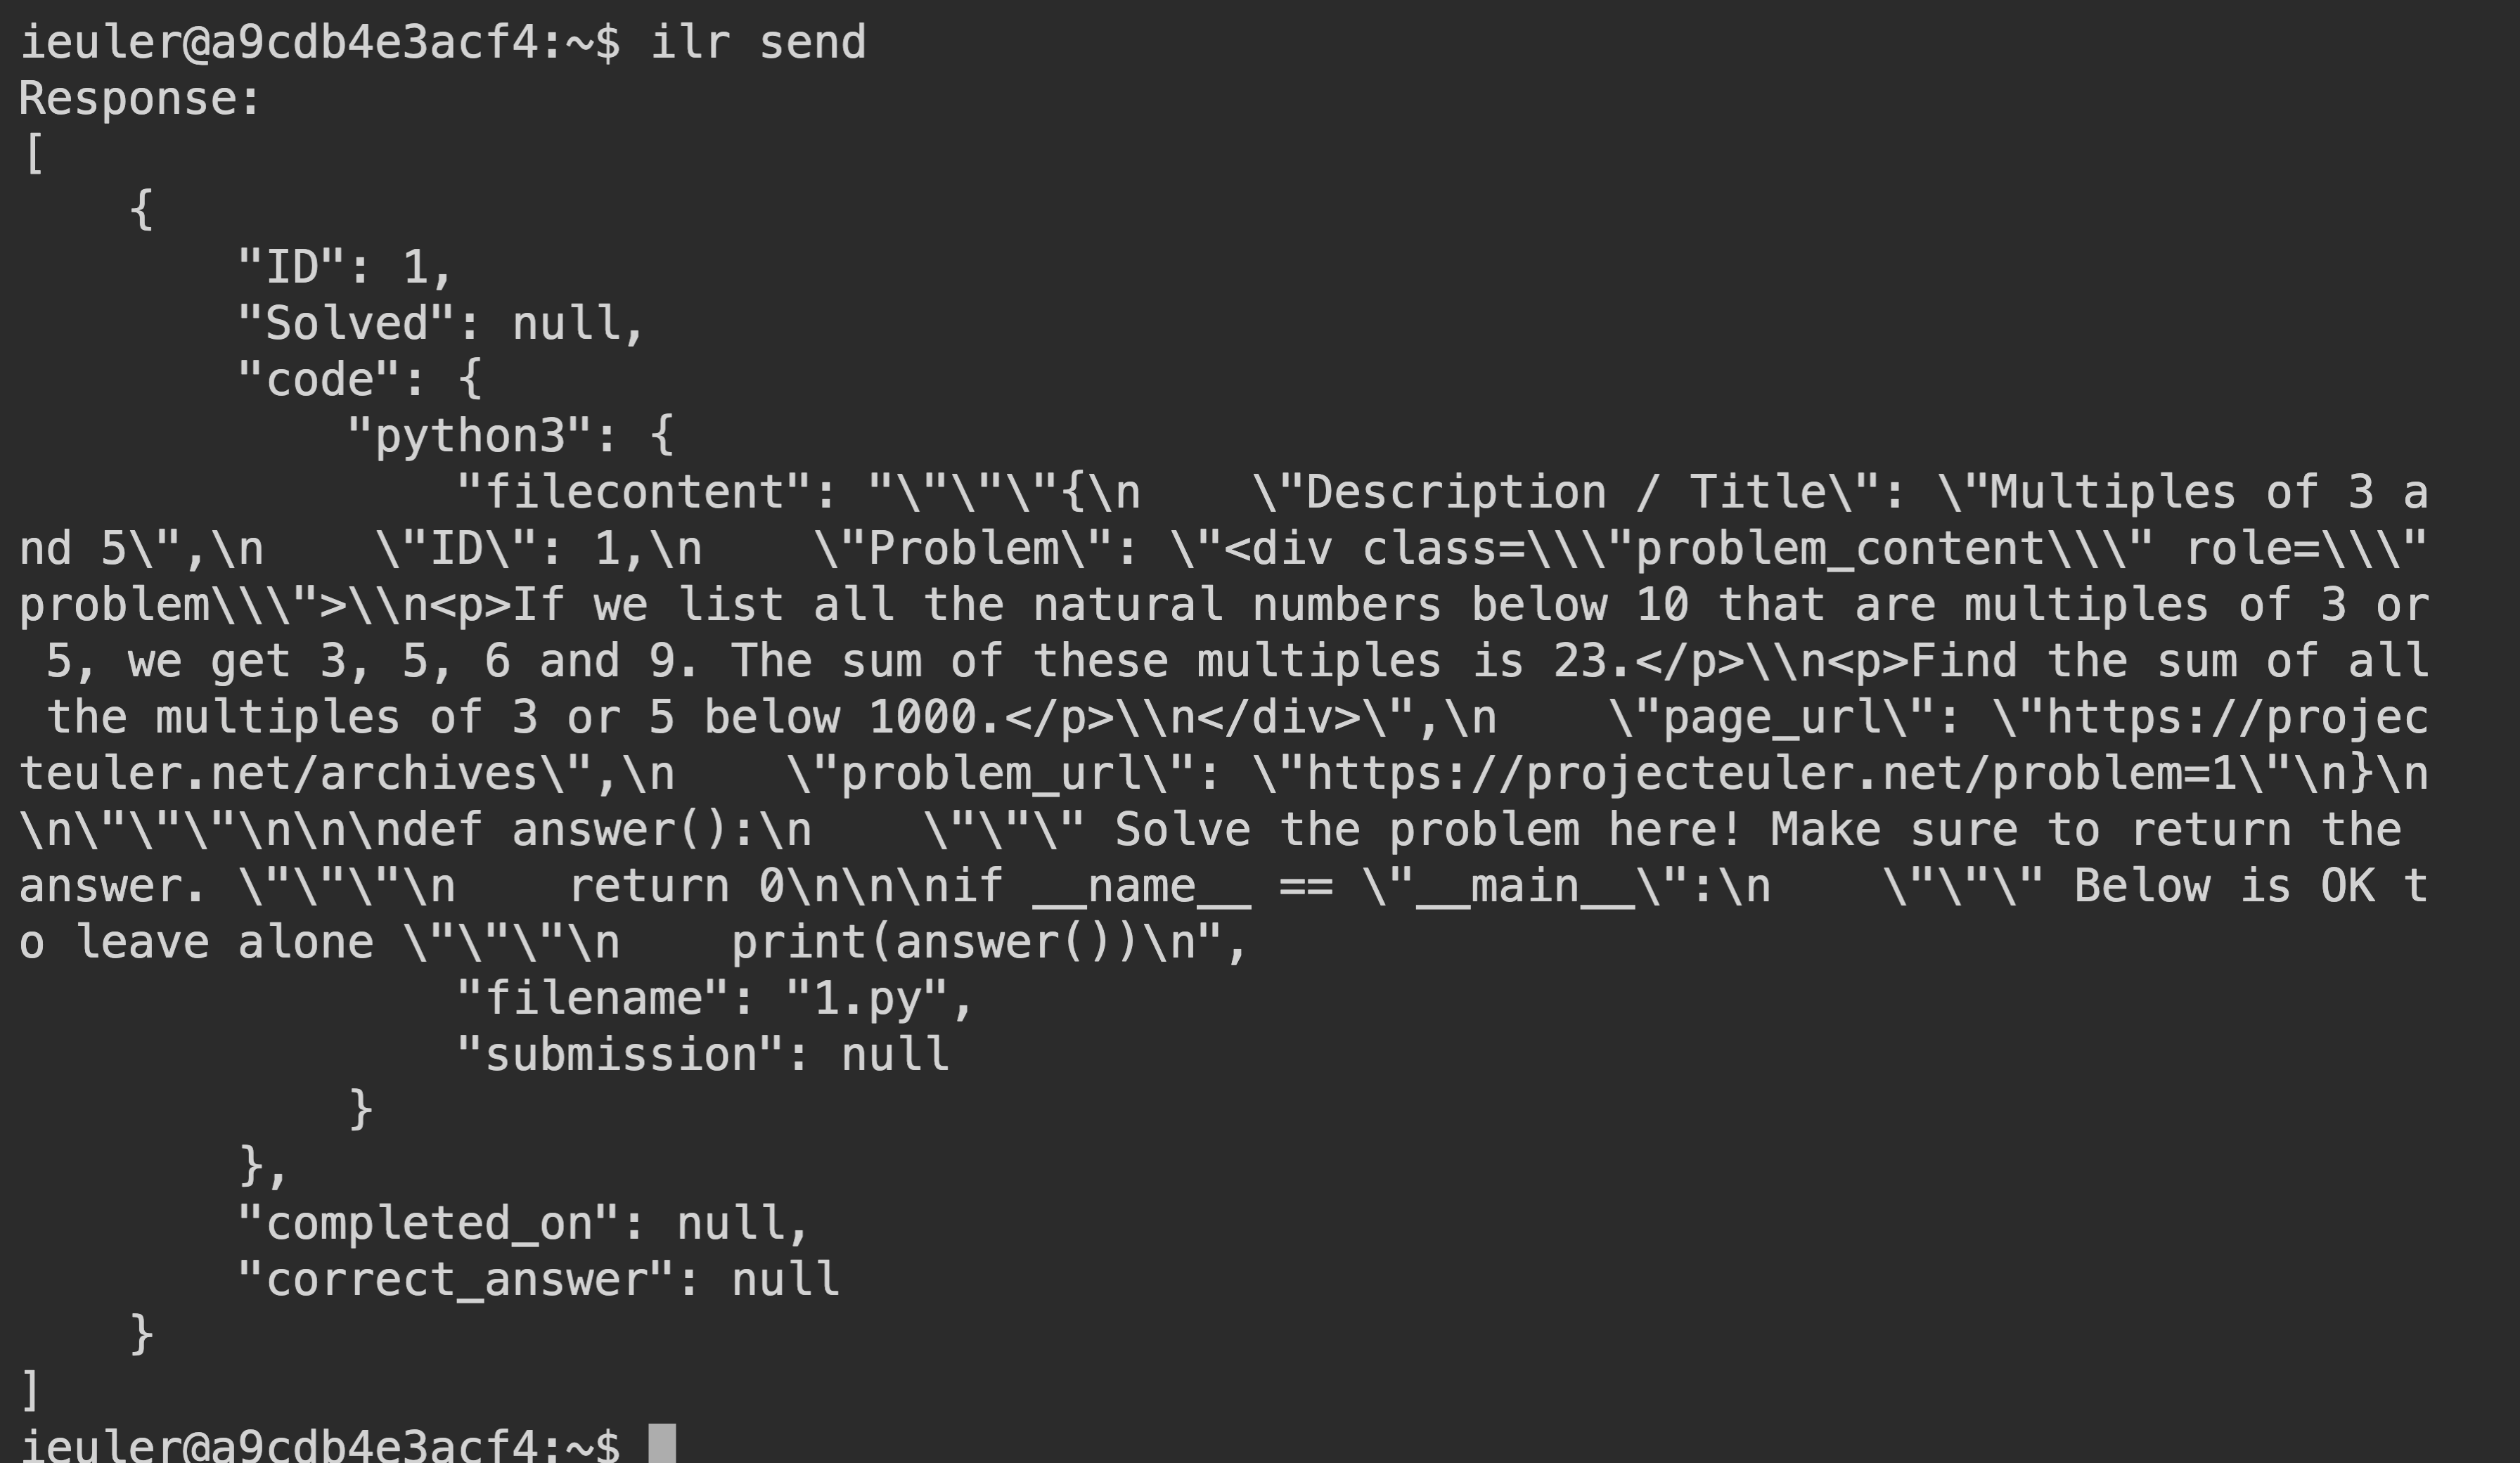 ieuler@a9cdb4e3acf4:~$ ilr send
Response:
[
    {
        "ID": 1,
        "Solved": null,
        "code": {
            "python3": {
                "filecontent": "\"\"\"{\n    \"Description / Title\": \"Multiples of 3 a
nd 5\",\n    \"ID\": 1,\n    \"Problem\": \"<div class=\\\"problem_content\\\" role=\\\"
problem\\\">\\n<p>If we list all the natural numbers below 10 that are multiples of 3 or
 5, we get 3, 5, 6 and 9. The sum of these multiples is 23.</p>\\n<p>Find the sum of all
 the multiples of 3 or 5 below 1000.</p>\\n</div>\",\n    \"page_url\": \"https://projec
teuler.net/archives\",\n    \"problem_url\": \"https://projecteuler.net/problem=1\"\n}\n
\n\"\"\"\n\n\ndef answer():\n    \"\"\" Solve the problem here! Make sure to return the 
answer. \"\"\"\n    return 0\n\n\nif __name__ == \"__main__\":\n    \"\"\" Below is OK t
o leave alone \"\"\"\n    print(answer())\n",
                "filename": "1.py",
                "submission": null
            }
        },
        "completed_on": null,
        "correct_answer": null
    }
]
ieuler@a9cdb4e3acf4:~$